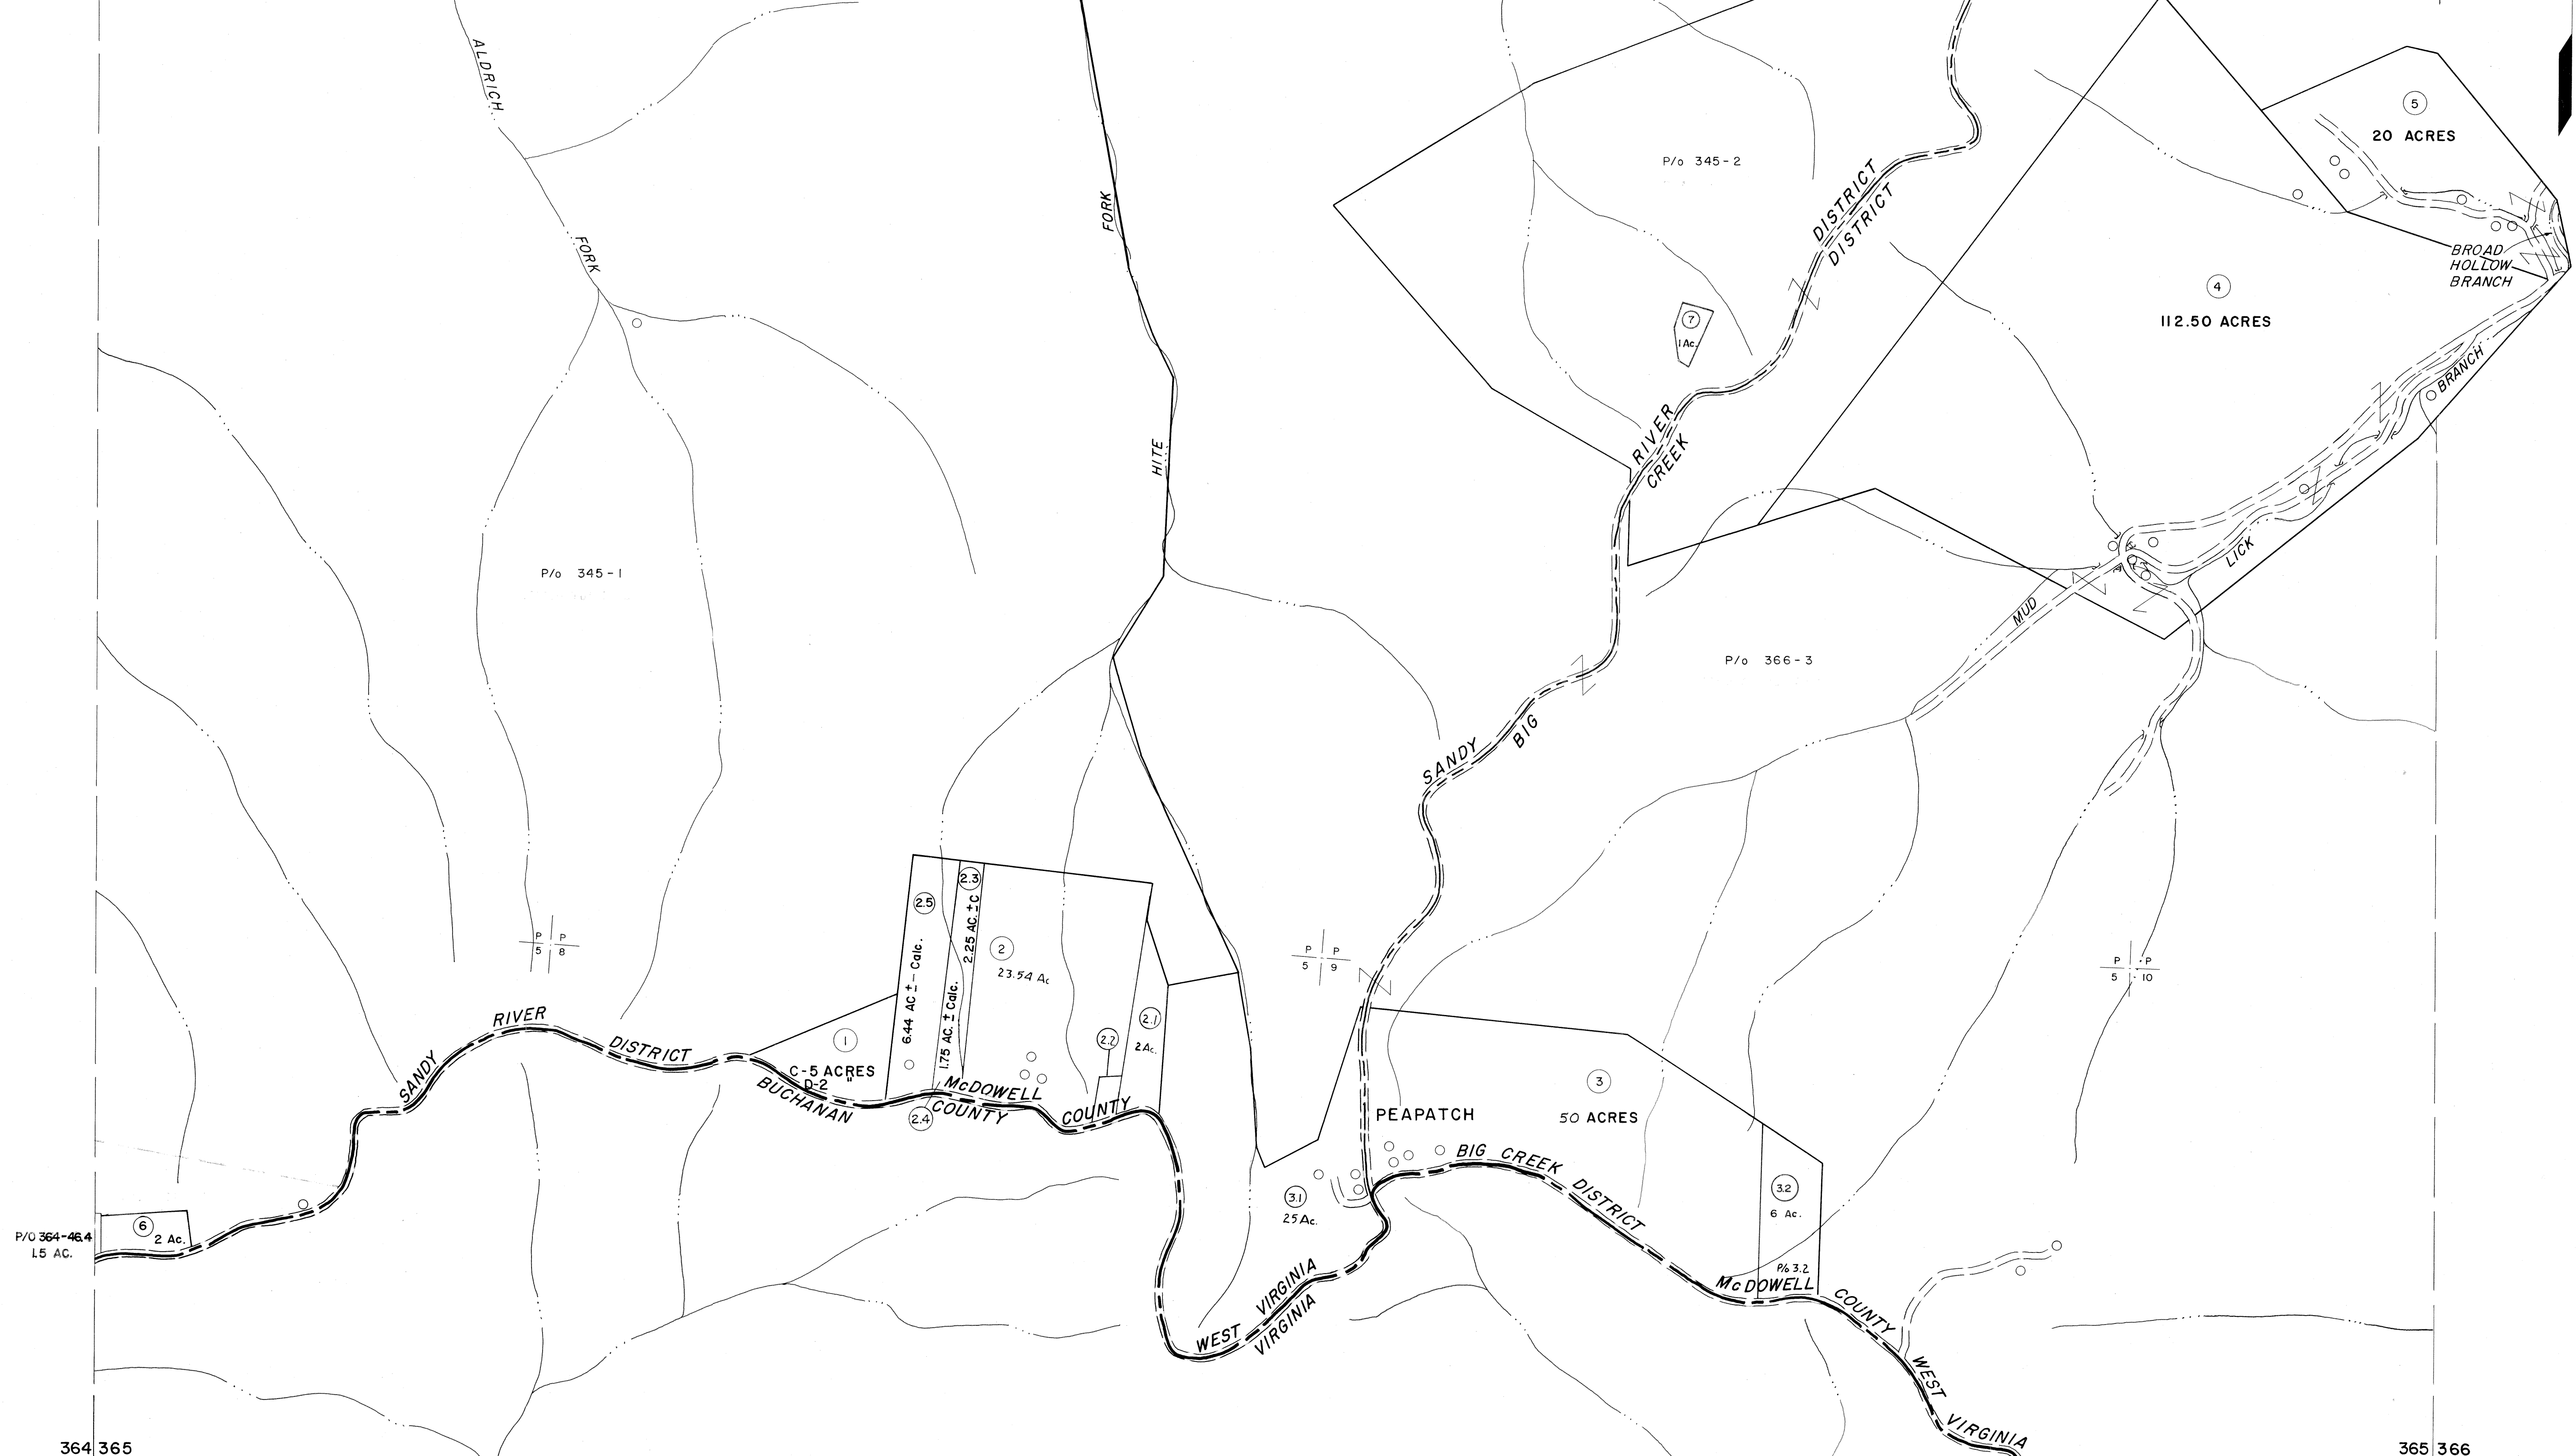 ALDRICH
FORK
FORK
HITE
P/o 345-1
P/o 345-2
7
1 Ac.
DISTRICT
DISTRICT
RIVER
CREEK
SANDY
BIG
5
20 ACRES
BROAD
HOLLOW
BRANCH
4
112.50 ACRES
BRANCH
LICK
MUD
P/o 366-3
P P
5 8
P P
5 9
P P
5 10
2.5
6.44 AC ± - Calc.
2.3
2.25 AC. ± C
1.75 AC. ± Calc.
2
23.54 Ac
2.2
2.1
2 Ac.
1
C-5 ACRES
D-2 "
2.4
SANDY
RIVER
DISTRICT
BUCHANAN
McDOWELL
COUNTY
COUNTY
6
2 Ac.
P/O 364-46.4
1.5 AC.
PEAPATCH
3
50 ACRES
3.1
25 Ac.
BIG CREEK
DISTRICT
3.2
6 Ac.
P/o 3.2
McDOWELL
COUNTY
WEST
VIRGINIA
WEST
VIRGINIA
VIRGINIA
364 365
365 366